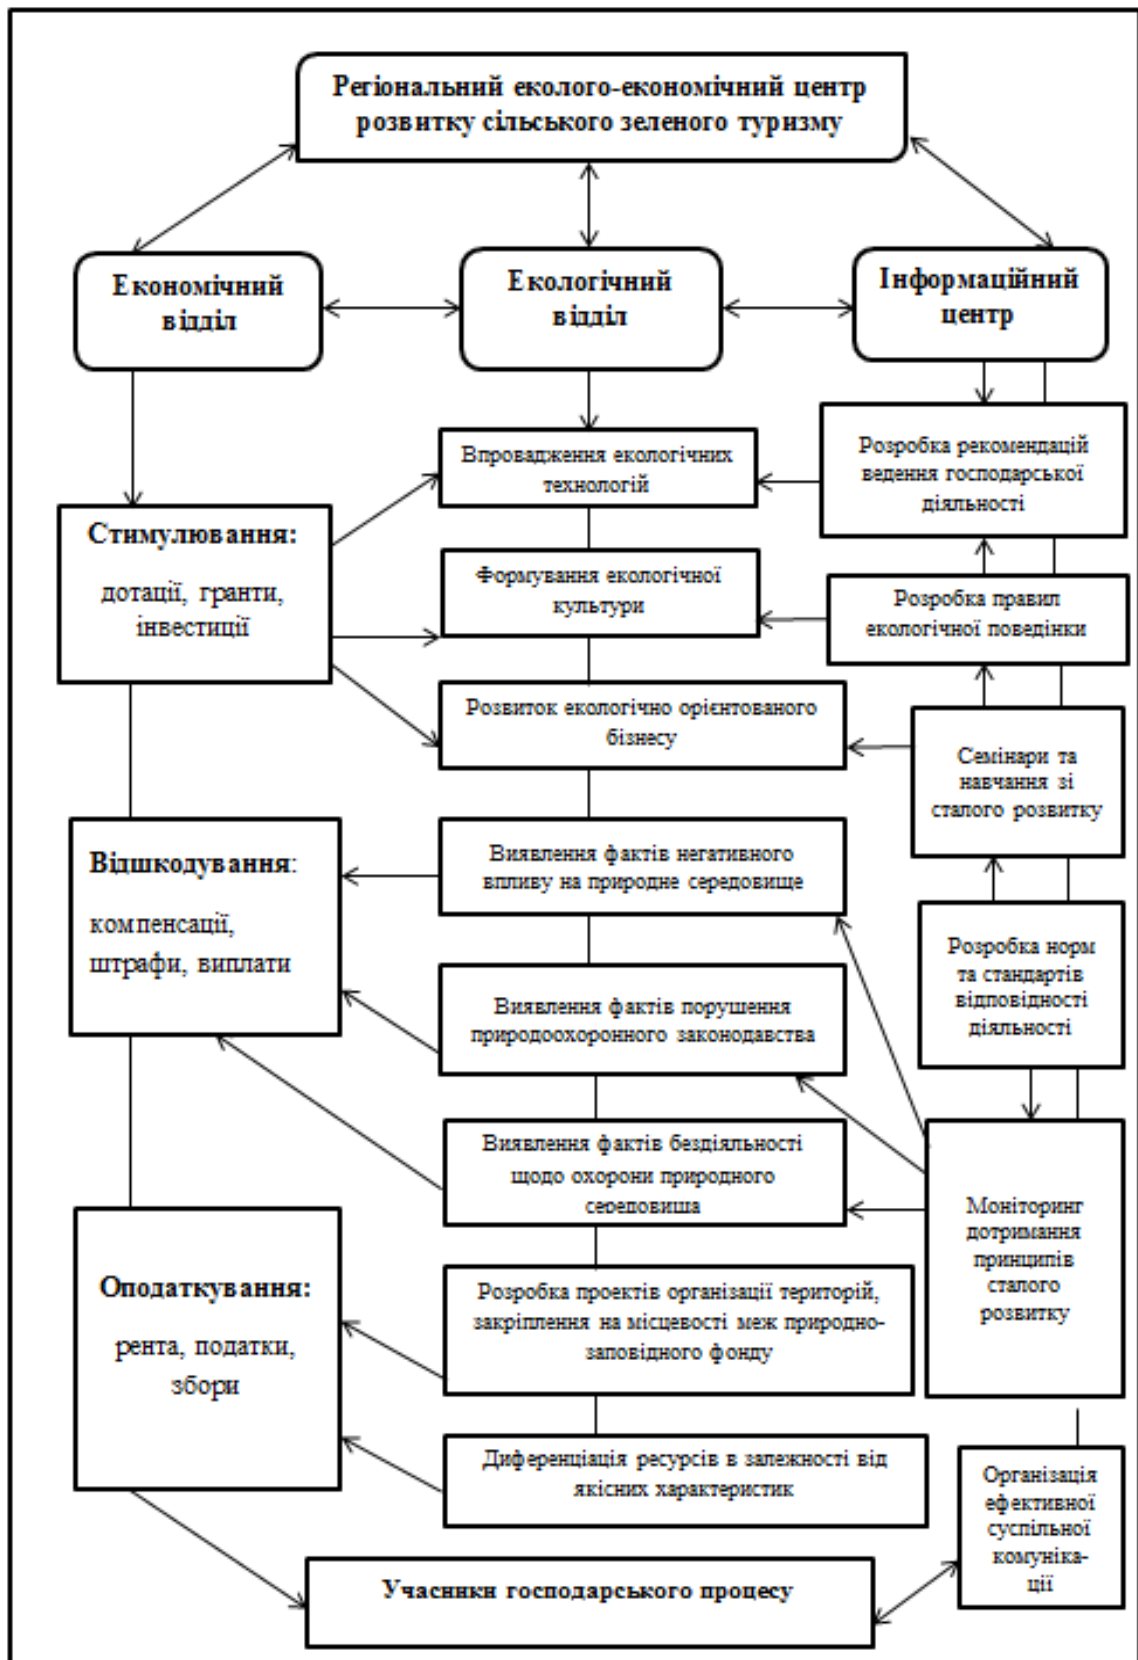 Регіональний еколого-економічний центр
розвитку сільського зеленого туризму
Економічний
відділ
Екологічний
відділ
Інформаційний
центр
Впровадження екологічних
технологій
Розробка рекомендацій
ведення господарської
діяльності
Стимулювання:
дотації, гранти,
інвестиції
Формування екологічної
культури
Розробка правил
екологічної поведінки
Розвиток екологічно орієнтованого
бізнесу
Семінари та
навчання зі
сталого розвитку
Відшкодування:
компенсації,
штрафи, виплати
Виявлення фактів негативного
впливу на природне середовище
Розробка норм
та стандартів
відповідності
діяльності
Виявлення фактів порушення
природоохоронного законодавства
Виявлення фактів бездіяльності
щодо охорони природного
середовища
Моніторинг
дотримання
принципів
сталого
розвитку
Оподаткування:
рента, податки,
збори
Розробка проектів організації територій,
закріплення на місцевості меж природно-
заповідного фонду
Диференціація ресурсів в залежності від
якісних характеристик
Організація
ефективної
суспільної
комуніка-
ції
Учасники господарського процесу